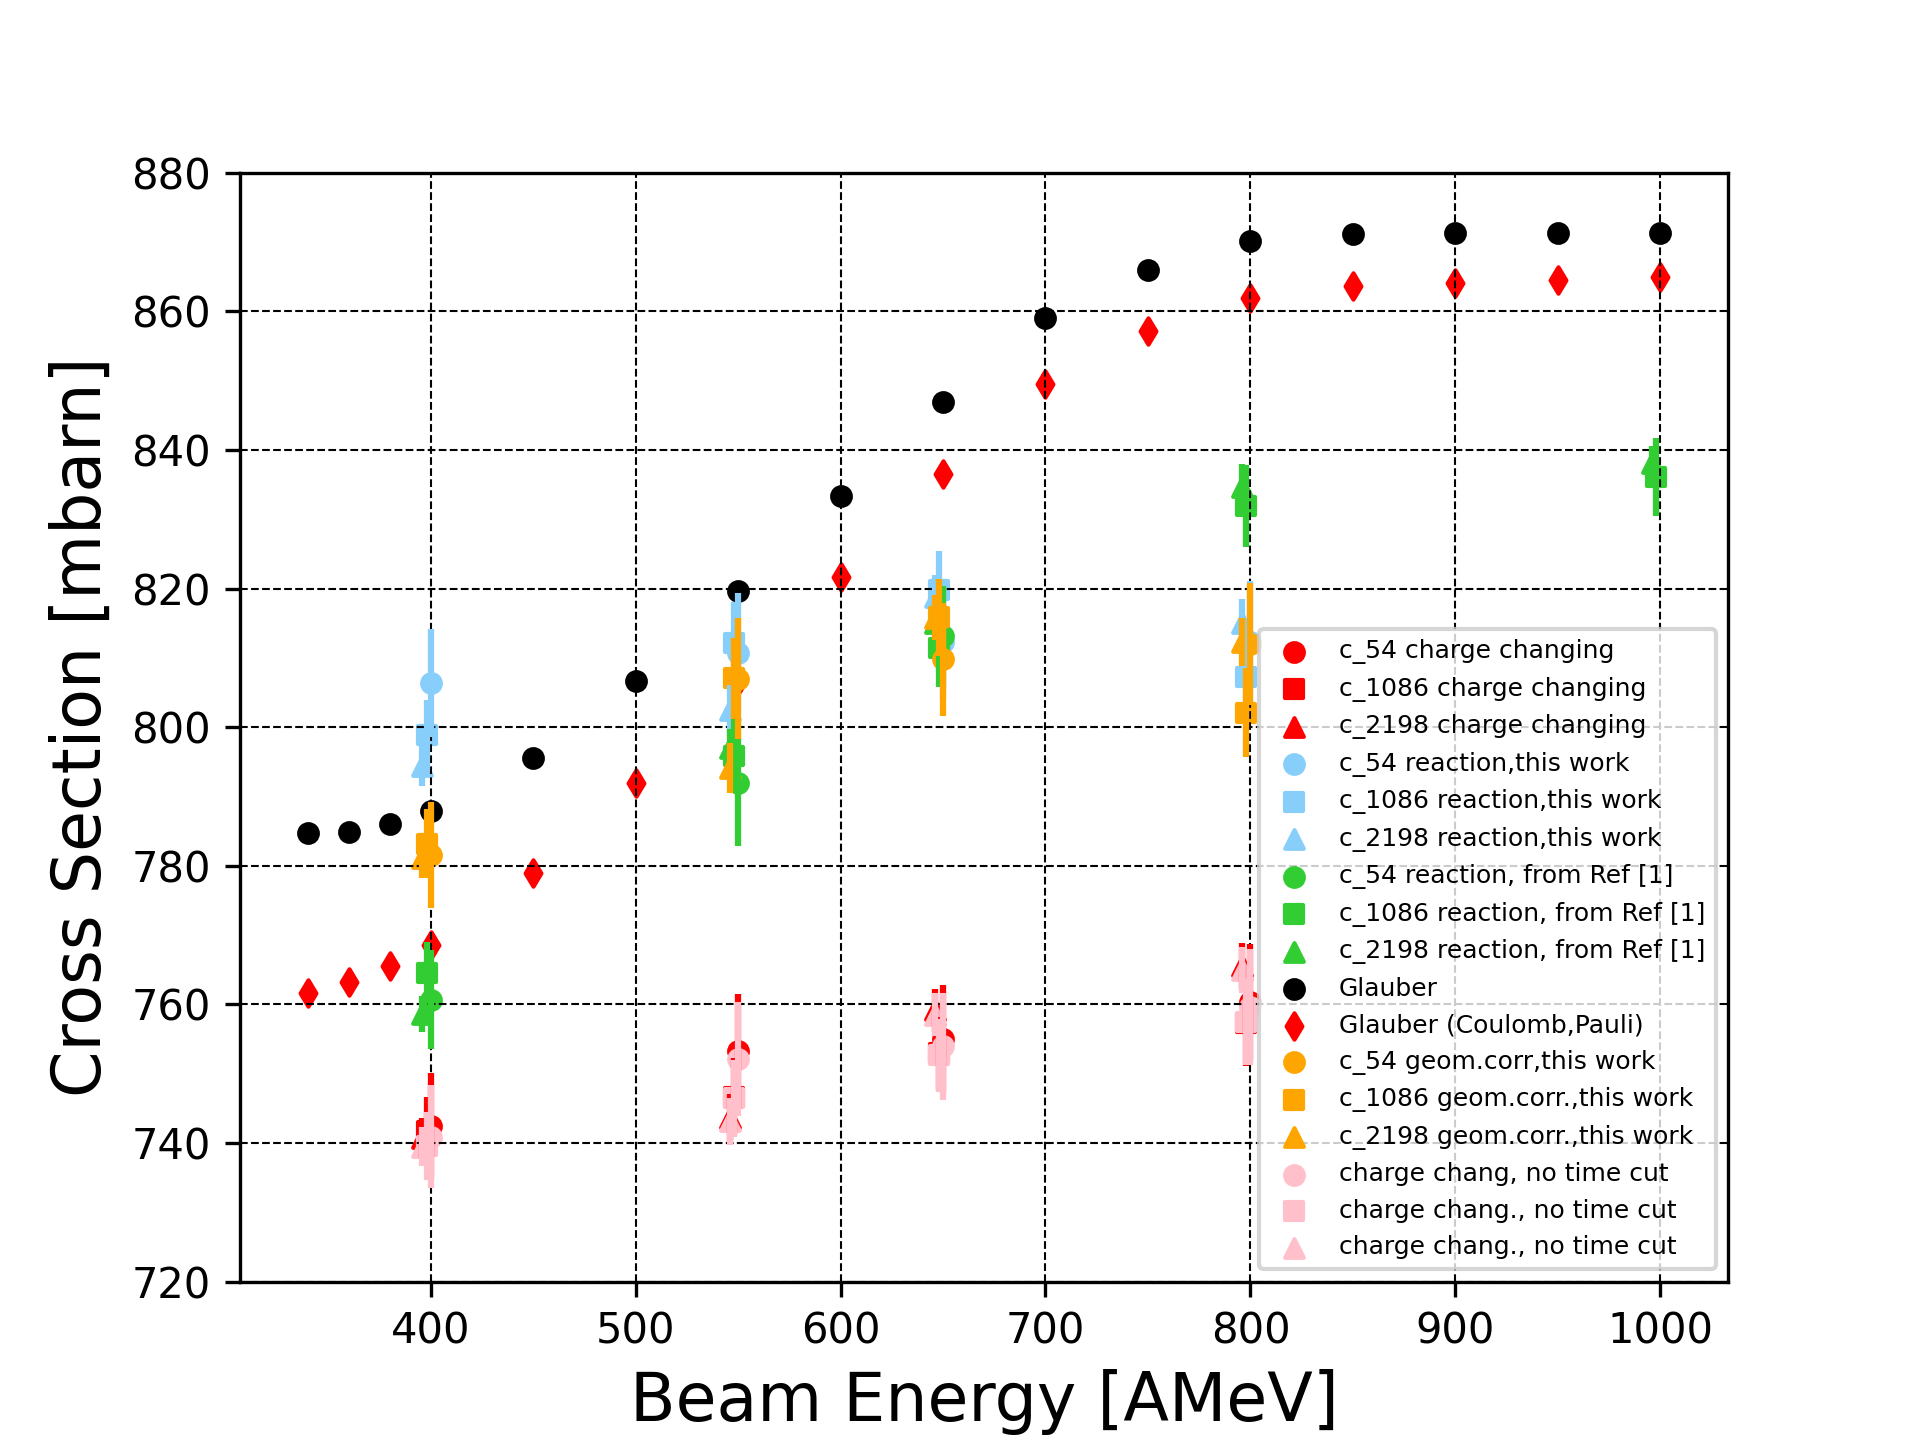 880
860
840
820
800
780
760
740
720
Cross Section [mbarn]
c_54 charge changing
c_1086 charge changing
c_2198 charge changing
c_54 reaction,this work
c_1086 reaction,this work
c_2198 reaction,this work
c_54 reaction, from Ref [1]
c_1086 reaction, from Ref [1]
c_2198 reaction, from Ref [1]
Glauber
Glauber (Coulomb,Pauli)
c_54 geom.corr,this work
c_1086 geom.corr.,this work
c_2198 geom.corr.,this work
charge chang, no time cut
charge chang., no time cut
charge chang., no time cut
400 500 600 700 800 900 1000
Beam Energy [AMeV]